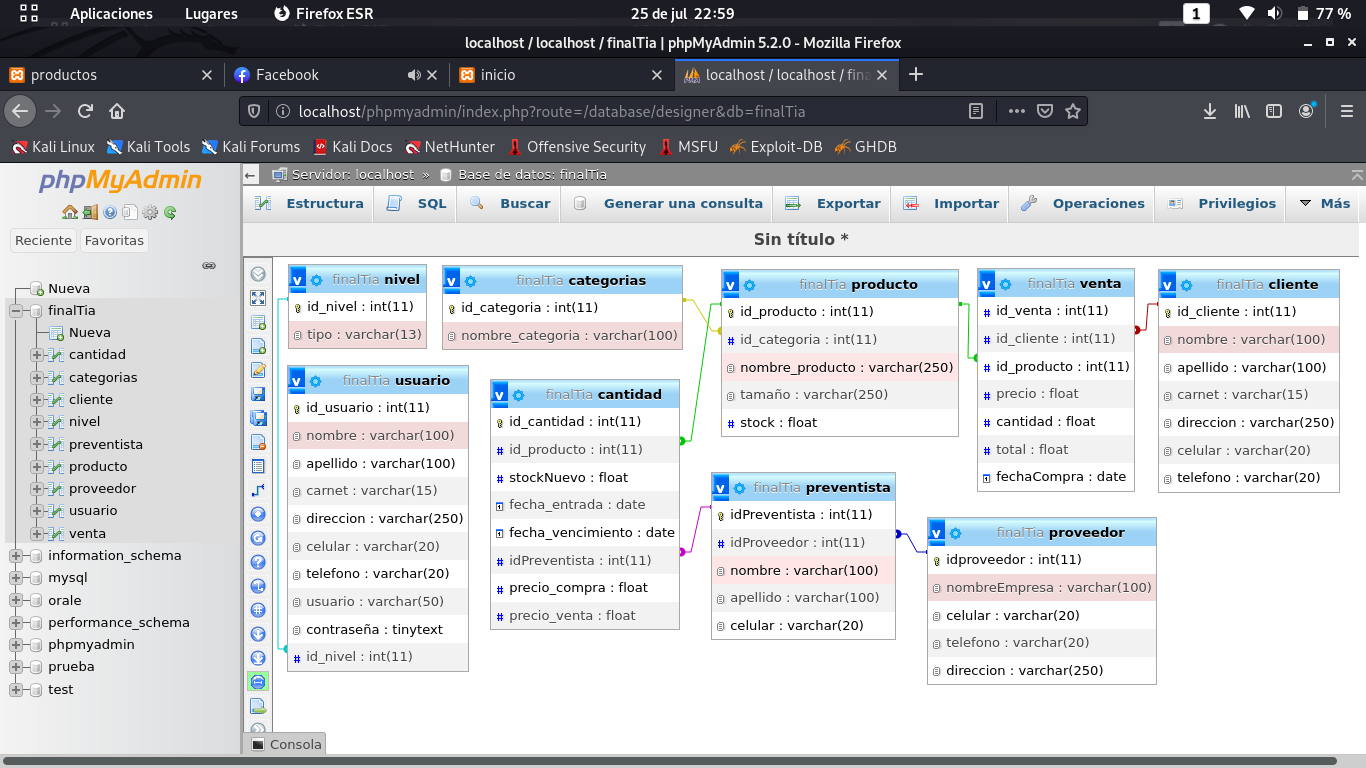 Aplicaciones Lugares Firefox ESR 25 de jul 22:59 1 77 %
localhost / localhost / finalTia | phpMyAdmin 5.2.0 - Mozilla Firefox
productos Facebook inicio localhost / localhost / fina
localhost/phpmyadmin/index.php?route=/database/designer&db=finalTia
Kali Linux Kali Tools Kali Forums Kali Docs NetHunter Offensive Security MSFU Exploit-DB GHDB
phpMyAdmin
Reciente Favoritas
Nueva
finalTia
Nueva
cantidad
categorias
cliente
nivel
preventista
producto
proveedor
usuario
venta
information_schema
mysql
orale
performance_schema
phpmyadmin
prueba
test
Servidor: localhost » Base de datos: finalTia
Estructura SQL Buscar Generar una consulta Exportar Importar Operaciones Privilegios Más
Sin título *
v finalTia nivel
id_nivel : int(11)
tipo : varchar(13)
v finalTia categorias
id_categoria : int(11)
nombre_categoria : varchar(100)
v finalTia producto
id_producto : int(11)
# id_categoria : int(11)
nombre_producto : varchar(250)
tamaño : varchar(250)
# stock : float
v finalTia venta
# id_venta : int(11)
# id_cliente : int(11)
# id_producto : int(11)
# precio : float
# cantidad : float
# total : float
fechaCompra : date
v finalTia cliente
id_cliente : int(11)
nombre : varchar(100)
apellido : varchar(100)
carnet : varchar(15)
direccion : varchar(250)
celular : varchar(20)
telefono : varchar(20)
v finalTia usuario
id_usuario : int(11)
nombre : varchar(100)
apellido : varchar(100)
carnet : varchar(15)
direccion : varchar(250)
celular : varchar(20)
telefono : varchar(20)
usuario : varchar(50)
contraseña : tinytext
# id_nivel : int(11)
v finalTia cantidad
id_cantidad : int(11)
# id_producto : int(11)
# stockNuevo : float
fecha_entrada : date
fecha_vencimiento : date
# idPreventista : int(11)
# precio_compra : float
# precio_venta : float
v finalTia preventista
idPreventista : int(11)
# idProveedor : int(11)
nombre : varchar(100)
apellido : varchar(100)
celular : varchar(20)
v finalTia proveedor
idproveedor : int(11)
nombreEmpresa : varchar(100)
celular : varchar(20)
telefono : varchar(20)
direccion : varchar(250)
Consola